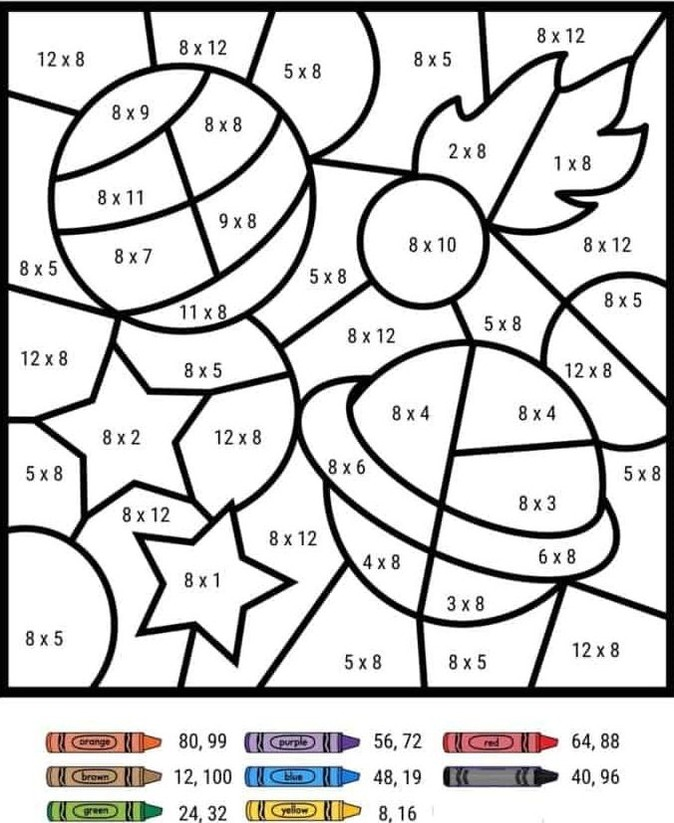 12 x 8
8 x 12
5 x 8
8 x 5
8 x 12
8 x 9
8 x 8
2 x 8
1 x 8
8 x 11
9 x 8
8 x 10
8 x 12
8 x 7
8 x 5
5 x 8
8 x 5
11 x 8
5 x 8
8 x 12
12 x 8
8 x 5
12 x 8
8 x 4
8 x 4
8 x 2
12 x 8
8 x 6
5 x 8
5 x 8
8 x 3
8 x 12
8 x 12
4 x 8
6 x 8
8 x 1
3 x 8
8 x 5
5 x 8
8 x 5
12 x 8
orange 80, 99 purple 56, 72 red 64, 88
brown 12, 100 blue 48, 19 40, 96
green 24, 32 yellow 8, 16